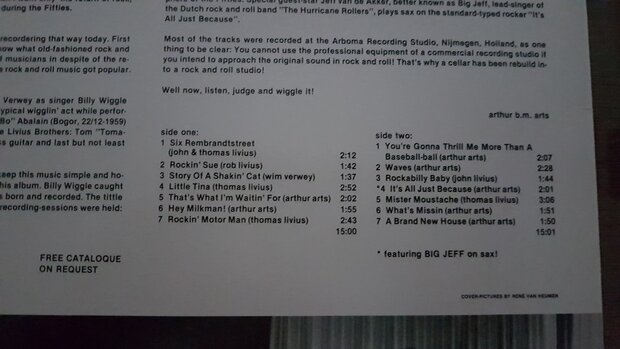 during the Fifties.
the Dutch rock and roll band "The Hurricane Rollers", plays sax on the standard-typed rocker "It's
All Just Because".
recordering that way today. First
now what old-fashioned rock and
d musicians in despite of the re-
e rock and roll music got popular.
Most of the tracks were recorded at the Arboma Recording Studio, Nijmegen, Holland, as one
thing to be clear: You cannot use the professional equipment of a commercial recording studio if
you intend to approach the original sound in rock and roll! That's why a cellar has been rebuild in-
to a rock and roll studio!
Well now, listen, judge and wiggle it!
arthur b.m. arts
Verwey as singer Billy Wiggle
ypical wigglin' act while perfor-
Bo" Abalain (Bogor, 22/12-1959)
e Livius Brothers: Tom "Toma-
ss guitar and last but not least
keep this music simple and ho-
his album. Billy Wiggle caught
s born and recorded. The tittle
recording-sessions were held:
side one:
1 Six Rembrandtstreet
(john & thomas livius) 2:12
2 Rockin' Sue (rob livius) 1:42
3 Story Of A Shakin' Cat (wim verwey) 1:37
4 Little Tina (thomas livius) 2:52
5 That's What I'm Waitin' For (arthur arts) 2:02
6 Hey Milkman! (arthur arts) 1:55
7 Rockin' Motor Man (thomas livius) 2:43
15:00
side two:
1 You're Gonna Thrill Me More Than A
Baseball-ball (arthur arts) 2:07
2 Waves (arthur arts) 2:28
3 Rockabilly Baby (john livius) 1:44
*4 It's All Just Because (arthur arts) 2:01
5 Mister Moustache (thomas livius) 3:06
6 What's Missin (arthur arts) 1:51
7 A Brand New House (arthur arts) 1:50
15:01
* featuring BIG JEFF on sax!
FREE CATALOQUE
ON REQUEST
COVER-PICTURES BY RENÉ VAN HEUMEN